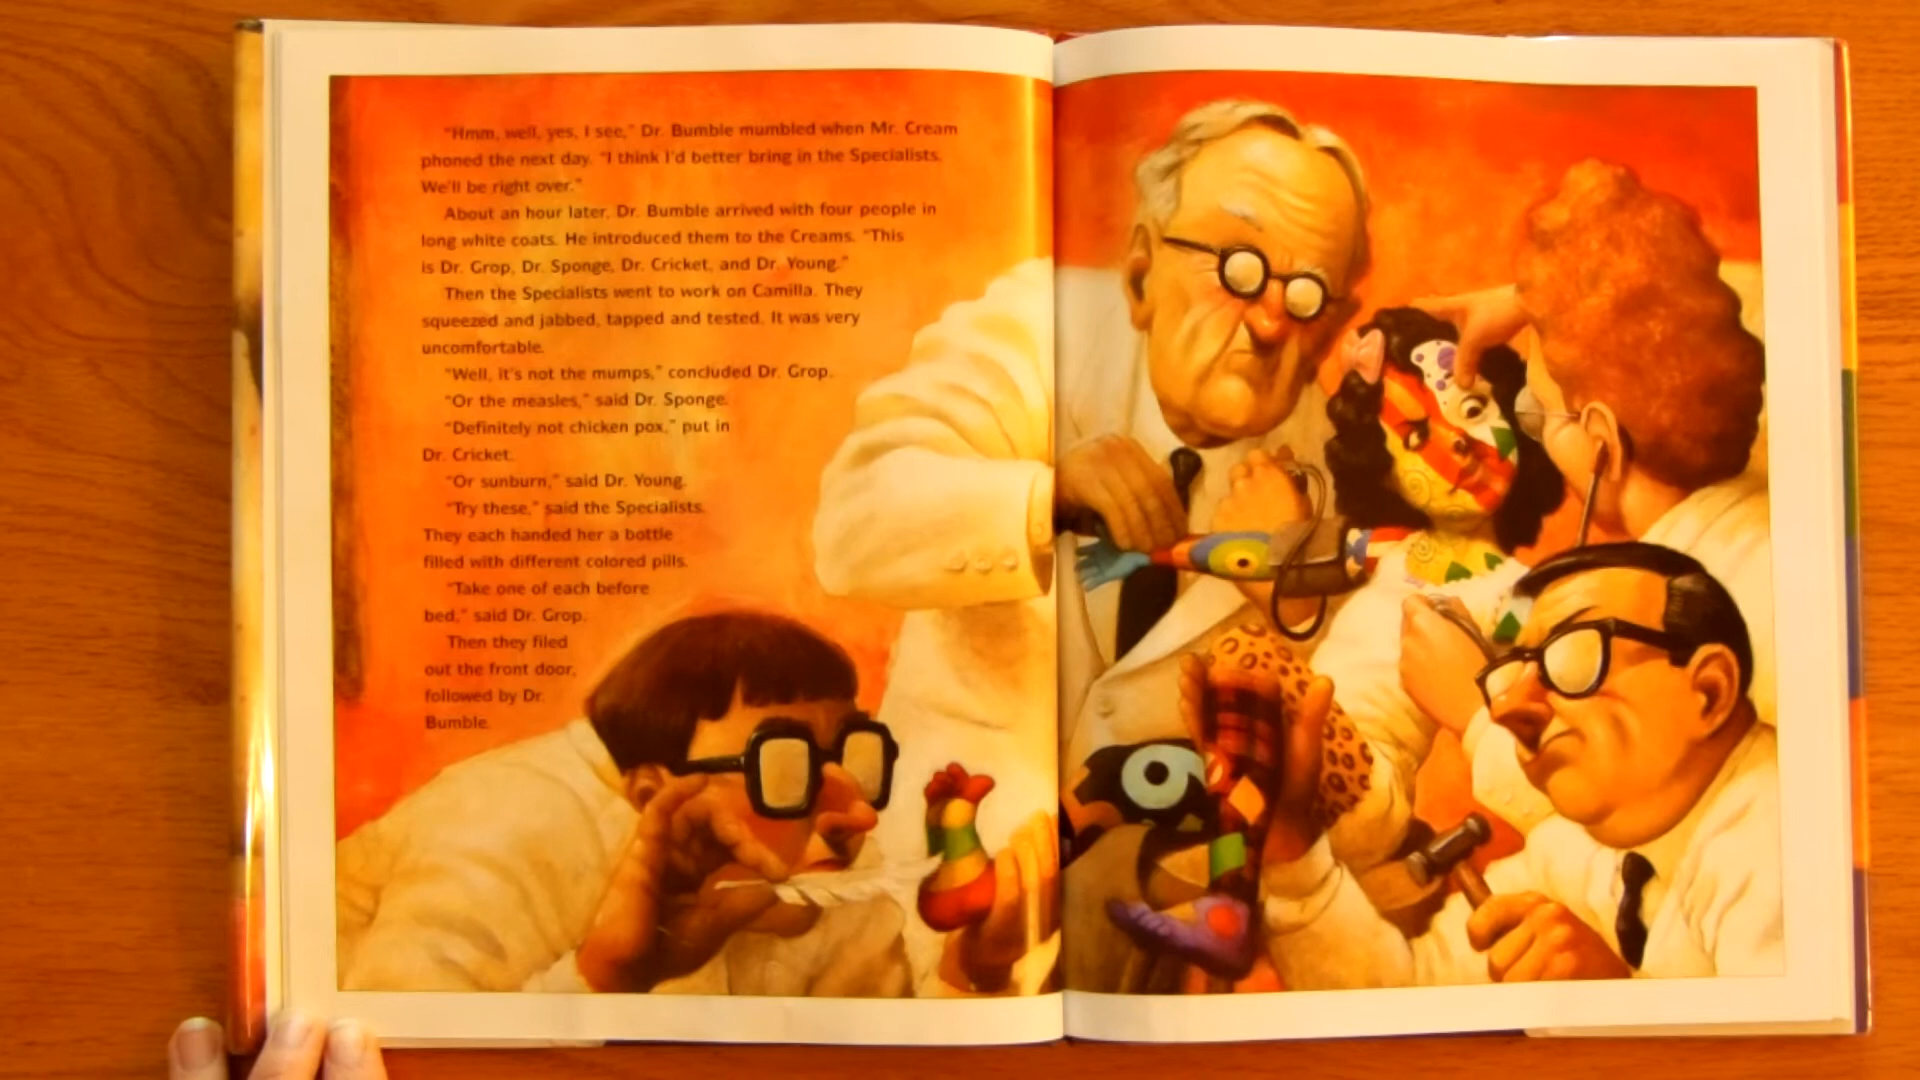 "Hmm, well, yes, I see," Dr. Bumble mumbled when Mr. Cream
phoned the next day. "I think I'd better bring in the Specialists.
We'll be right over."
About an hour later, Dr. Bumble arrived with four people in
long white coats. He introduced them to the Creams. "This
is Dr. Grop, Dr. Sponge, Dr. Cricket, and Dr. Young."
Then the Specialists went to work on Camilla. They
squeezed and jabbed, tapped and tested. It was very
uncomfortable.
"Well, it's not the mumps," concluded Dr. Grop.
"Or the measles," said Dr. Sponge.
"Definitely not chicken pox," put in
Dr. Cricket.
"Or sunburn," said Dr. Young.
"Try these," said the Specialists.
They each handed her a bottle
filled with different colored pills.
"Take one of each before
bed," said Dr. Grop.
Then they filed
out the front door,
followed by Dr.
Bumble.